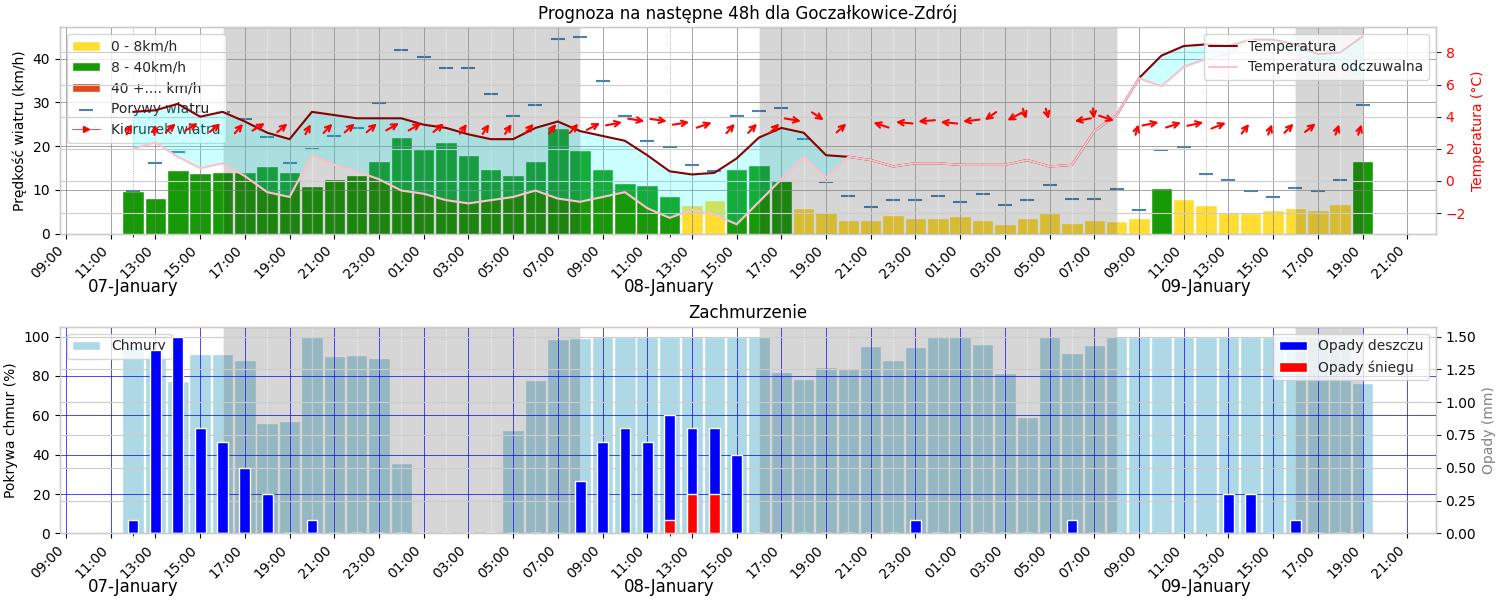 Prognoza na następne 48h dla Goczałkowice-Zdrój
Prędkość wiatru (km/h)
40
30
20
10
0
0 - 8km/h
8 - 40km/h
40 +.... km/h
Porywy wiatru
Kierunek wiatru
Temperatura
Temperatura odczuwalna
8
6
4
2
0
−2
Temperatura (°C)
09:00 11:00 13:00 15:00 17:00 19:00 21:00 23:00 01:00 03:00 05:00 07:00 09:00 11:00 13:00 15:00 17:00 19:00 21:00 23:00 01:00 03:00 05:00 07:00 09:00 11:00 13:00 15:00 17:00 19:00 21:00
07-January 08-January 09-January
Zachmurzenie
Pokrywa chmur (%)
100
80
60
40
20
0
Chmury
Opady deszczu
Opady śniegu
1.50
1.25
1.00
0.75
0.50
0.25
0.00
Opady (mm)
09:00 11:00 13:00 15:00 17:00 19:00 21:00 23:00 01:00 03:00 05:00 07:00 09:00 11:00 13:00 15:00 17:00 19:00 21:00 23:00 01:00 03:00 05:00 07:00 09:00 11:00 13:00 15:00 17:00 19:00 21:00
07-January 08-January 09-January